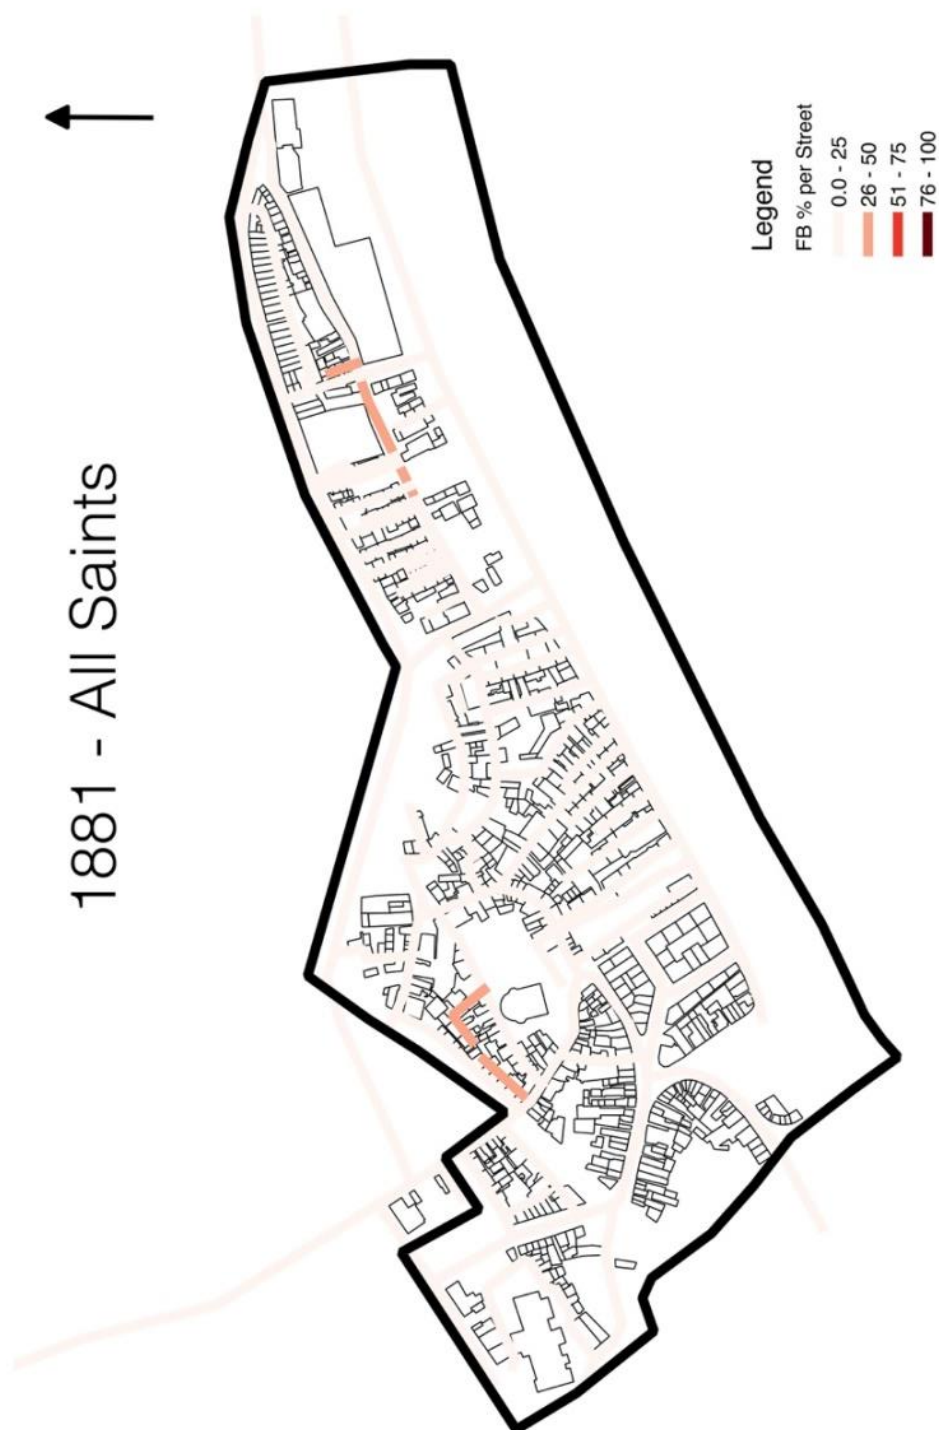 1881 - All Saints
Legend
FB % per Street
0.0 - 25
26 - 50
51 - 75
76 - 100